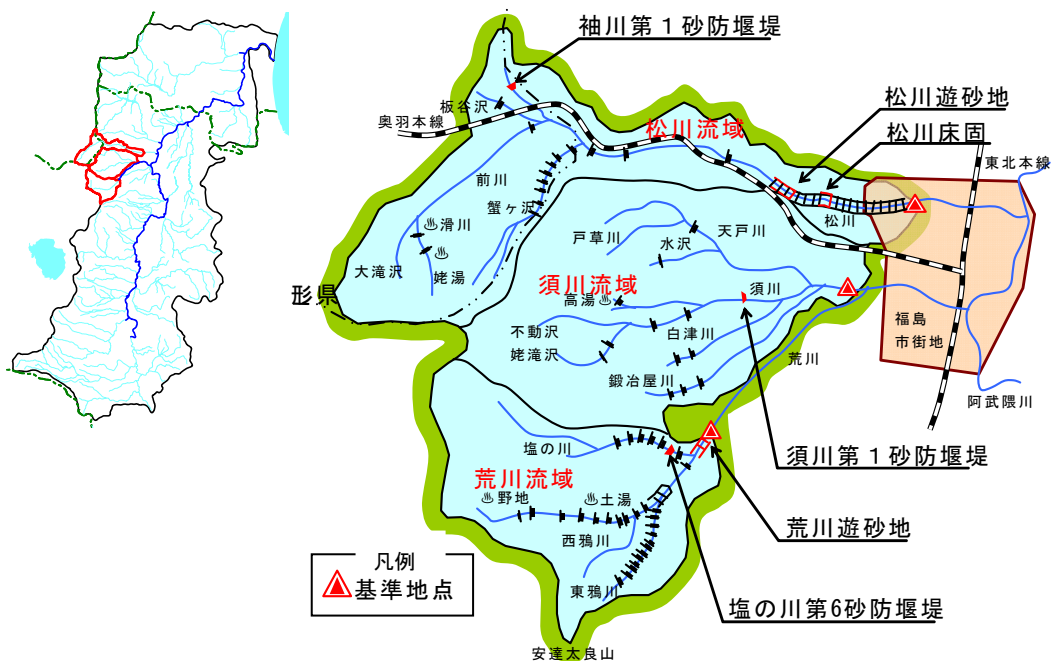 袖川第１砂防堰堤
板谷沢
奥羽本線
松川遊砂地
松川流域
松川床固
東北本線
前川
蟹ヶ沢
松川
滑川
戸草川
水沢
天戸川
大滝沢
姥湯
形県
須川流域
須川
高湯
不動沢
白津川
福島
市街地
姥滝沢
荒川
鍛冶屋川
阿武隈川
塩の川
須川第１砂防堰堤
荒川流域
野地
土湯
荒川遊砂地
西鴉川
凡例
基準地点
東鴉川
塩の川第6砂防堰堤
安達太良山